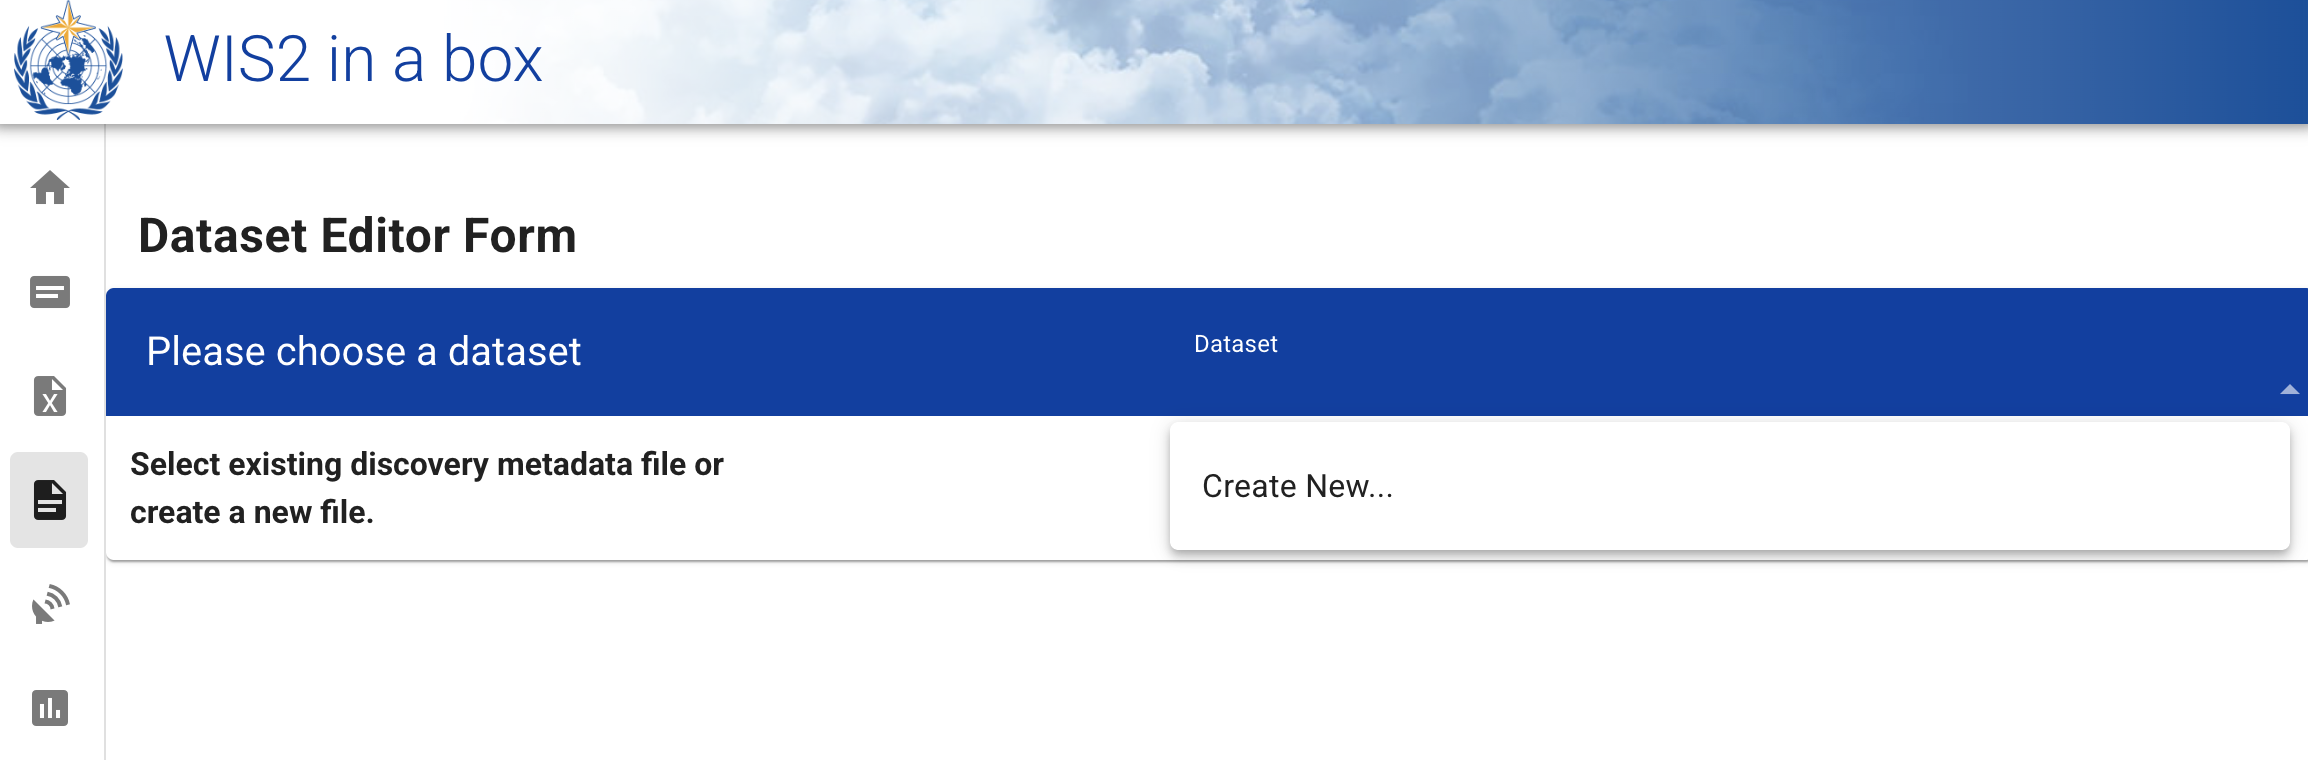 WIS2 in a box
Dataset Editor Form
Please choose a dataset
Dataset
Select existing discovery metadata file or
create a new file.
Create New...